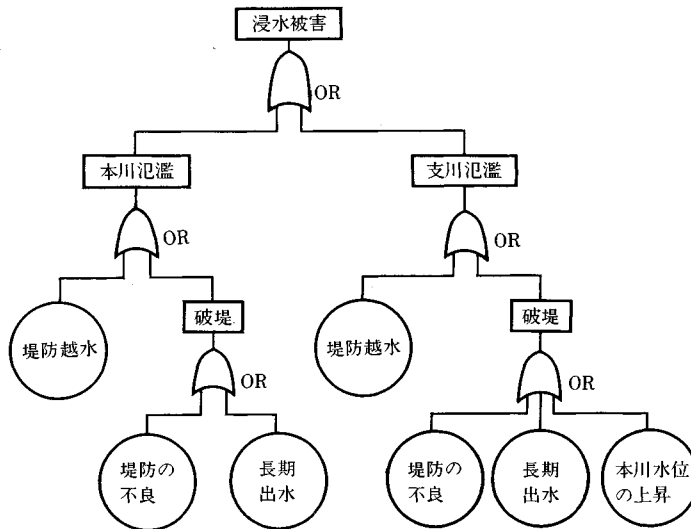 浸水被害
OR
本川氾濫
支川氾濫
OR
OR
堤防越水
破堤
堤防越水
破堤
OR
OR
堤防の
不良
長期
出水
堤防の
不良
長期
出水
本川水位
の上昇